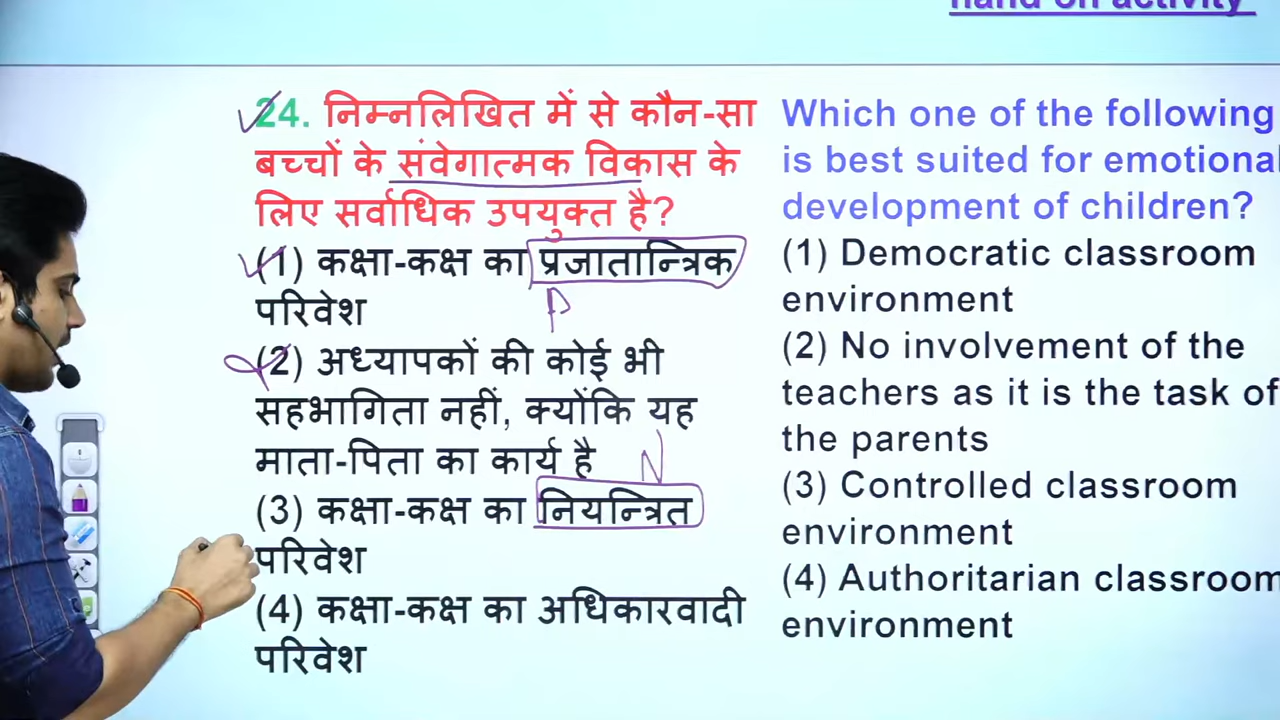 hand on activity
24. निम्नलिखित में से कौन-सा
बच्चों के संवेगात्मक विकास के
लिए सर्वाधिक उपयुक्त है?
(1) कक्षा-कक्ष का प्रजातान्त्रिक
परिवेश
P
(2) अध्यापकों की कोई भी
सहभागिता नहीं, क्योंकि यह
माता-पिता का कार्य है
N
(3) कक्षा-कक्ष का नियन्त्रित
परिवेश
(4) कक्षा-कक्ष का अधिकारवादी
परिवेश
Which one of the following
is best suited for emotional
development of children?
(1) Democratic classroom
environment
(2) No involvement of the
teachers as it is the task of
the parents
(3) Controlled classroom
environment
(4) Authoritarian classroom
environment